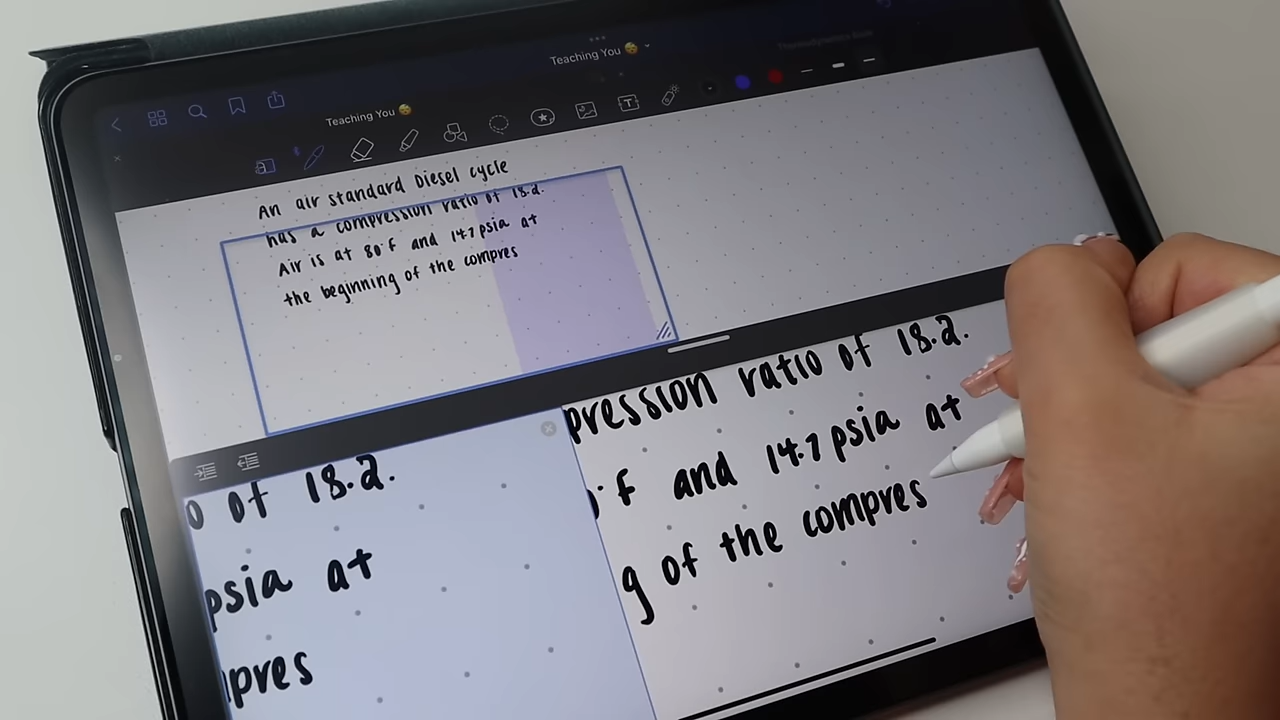 Teaching You 😴
Teaching You 😴
T
An air standard Diesel cycle
has a compression ratio of 18.2.
Air is at 80°F and 14.7 psia at
the beginning of the compres
pression ratio of 18.2.
°F and 14.7 psia at
g of the compres
o of 18.2.
psia at
pres